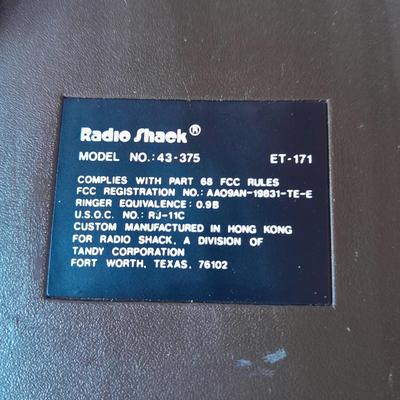 Radio Shack®
MODEL NO.: 43-375 ET-171
COMPLIES WITH PART 68 FCC RULES
FCC REGISTRATION NO.: AAO9AN-19831-TE-E
RINGER EQUIVALENCE: 0.9B
U.S.O.C. NO.: RJ-11C
CUSTOM MANUFACTURED IN HONG KONG
FOR RADIO SHACK, A DIVISION OF
TANDY CORPORATION
FORT WORTH, TEXAS, 76102